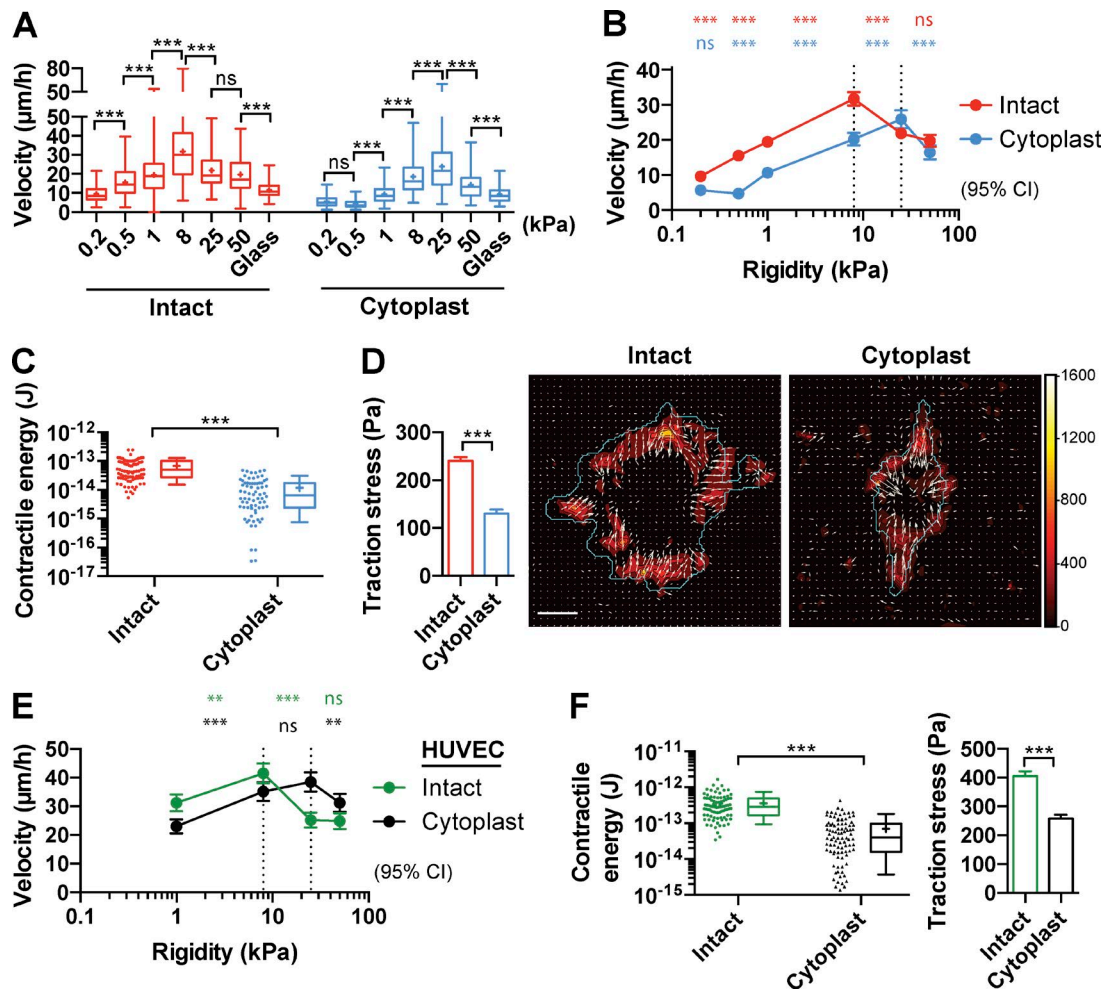 A
Velocity (μm/h)
80
50
50
40
30
20
10
0
*** *** *** *** ns ***
ns *** *** *** *** ***
0.2 0.5 1 8 25 50 Glass
0.2 0.5 1 8 25 50 Glass (kPa)
Intact
Cytoplast
B
*** *** *** *** ns
ns *** *** *** ***
Velocity (μm/h)
40
30
20
10
0
0.1 1 10 100
Rigidity (kPa)
Intact
Cytoplast
(95% CI)
C
Contractile energy (J)
10-12
10-13
10-14
10-15
10-16
10-17
***
Intact
Cytoplast
D
Traction stress (Pa)
300
200
100
0
***
Intact
Cytoplast
Intact
Cytoplast
1600
1200
800
400
0
E
** *** ns
*** ns **
Velocity (μm/h)
50
40
30
20
10
0
0.1 1 10 100
Rigidity (kPa)
HUVEC
Intact
Cytoplast
(95% CI)
F
Contractile
energy (J)
10-11
10-12
10-13
10-14
10-15
***
Intact
Cytoplast
Traction stress (Pa)
500
400
300
200
100
0
***
Intact
Cytoplast